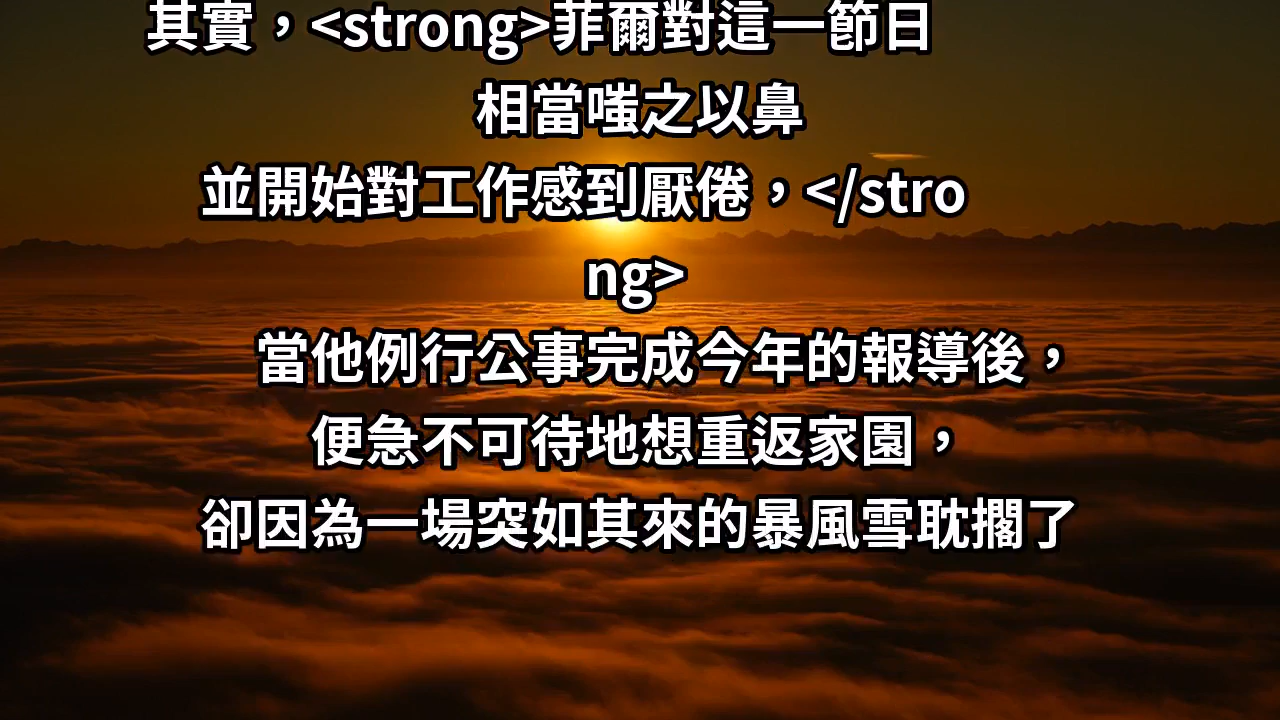 其實，<strong>菲爾對這一節日
相當嗤之以鼻
並開始對工作感到厭倦，</stro
ng>
當他例行公事完成今年的報導後，
便急不可待地想重返家園，
卻因為一場突如其來的暴風雪耽擱了